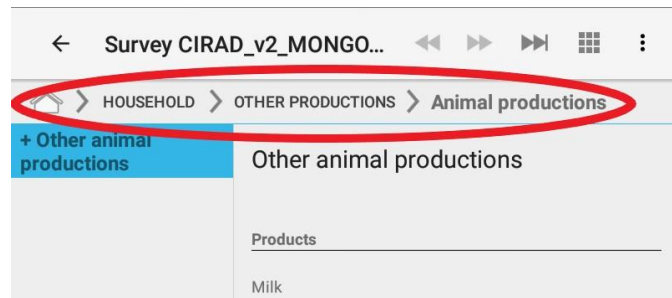 Survey CIRAD_v2_MONGO...
HOUSEHOLD OTHER PRODUCTIONS Animal productions
+ Other animal
productions
Other animal productions
Products
Milk